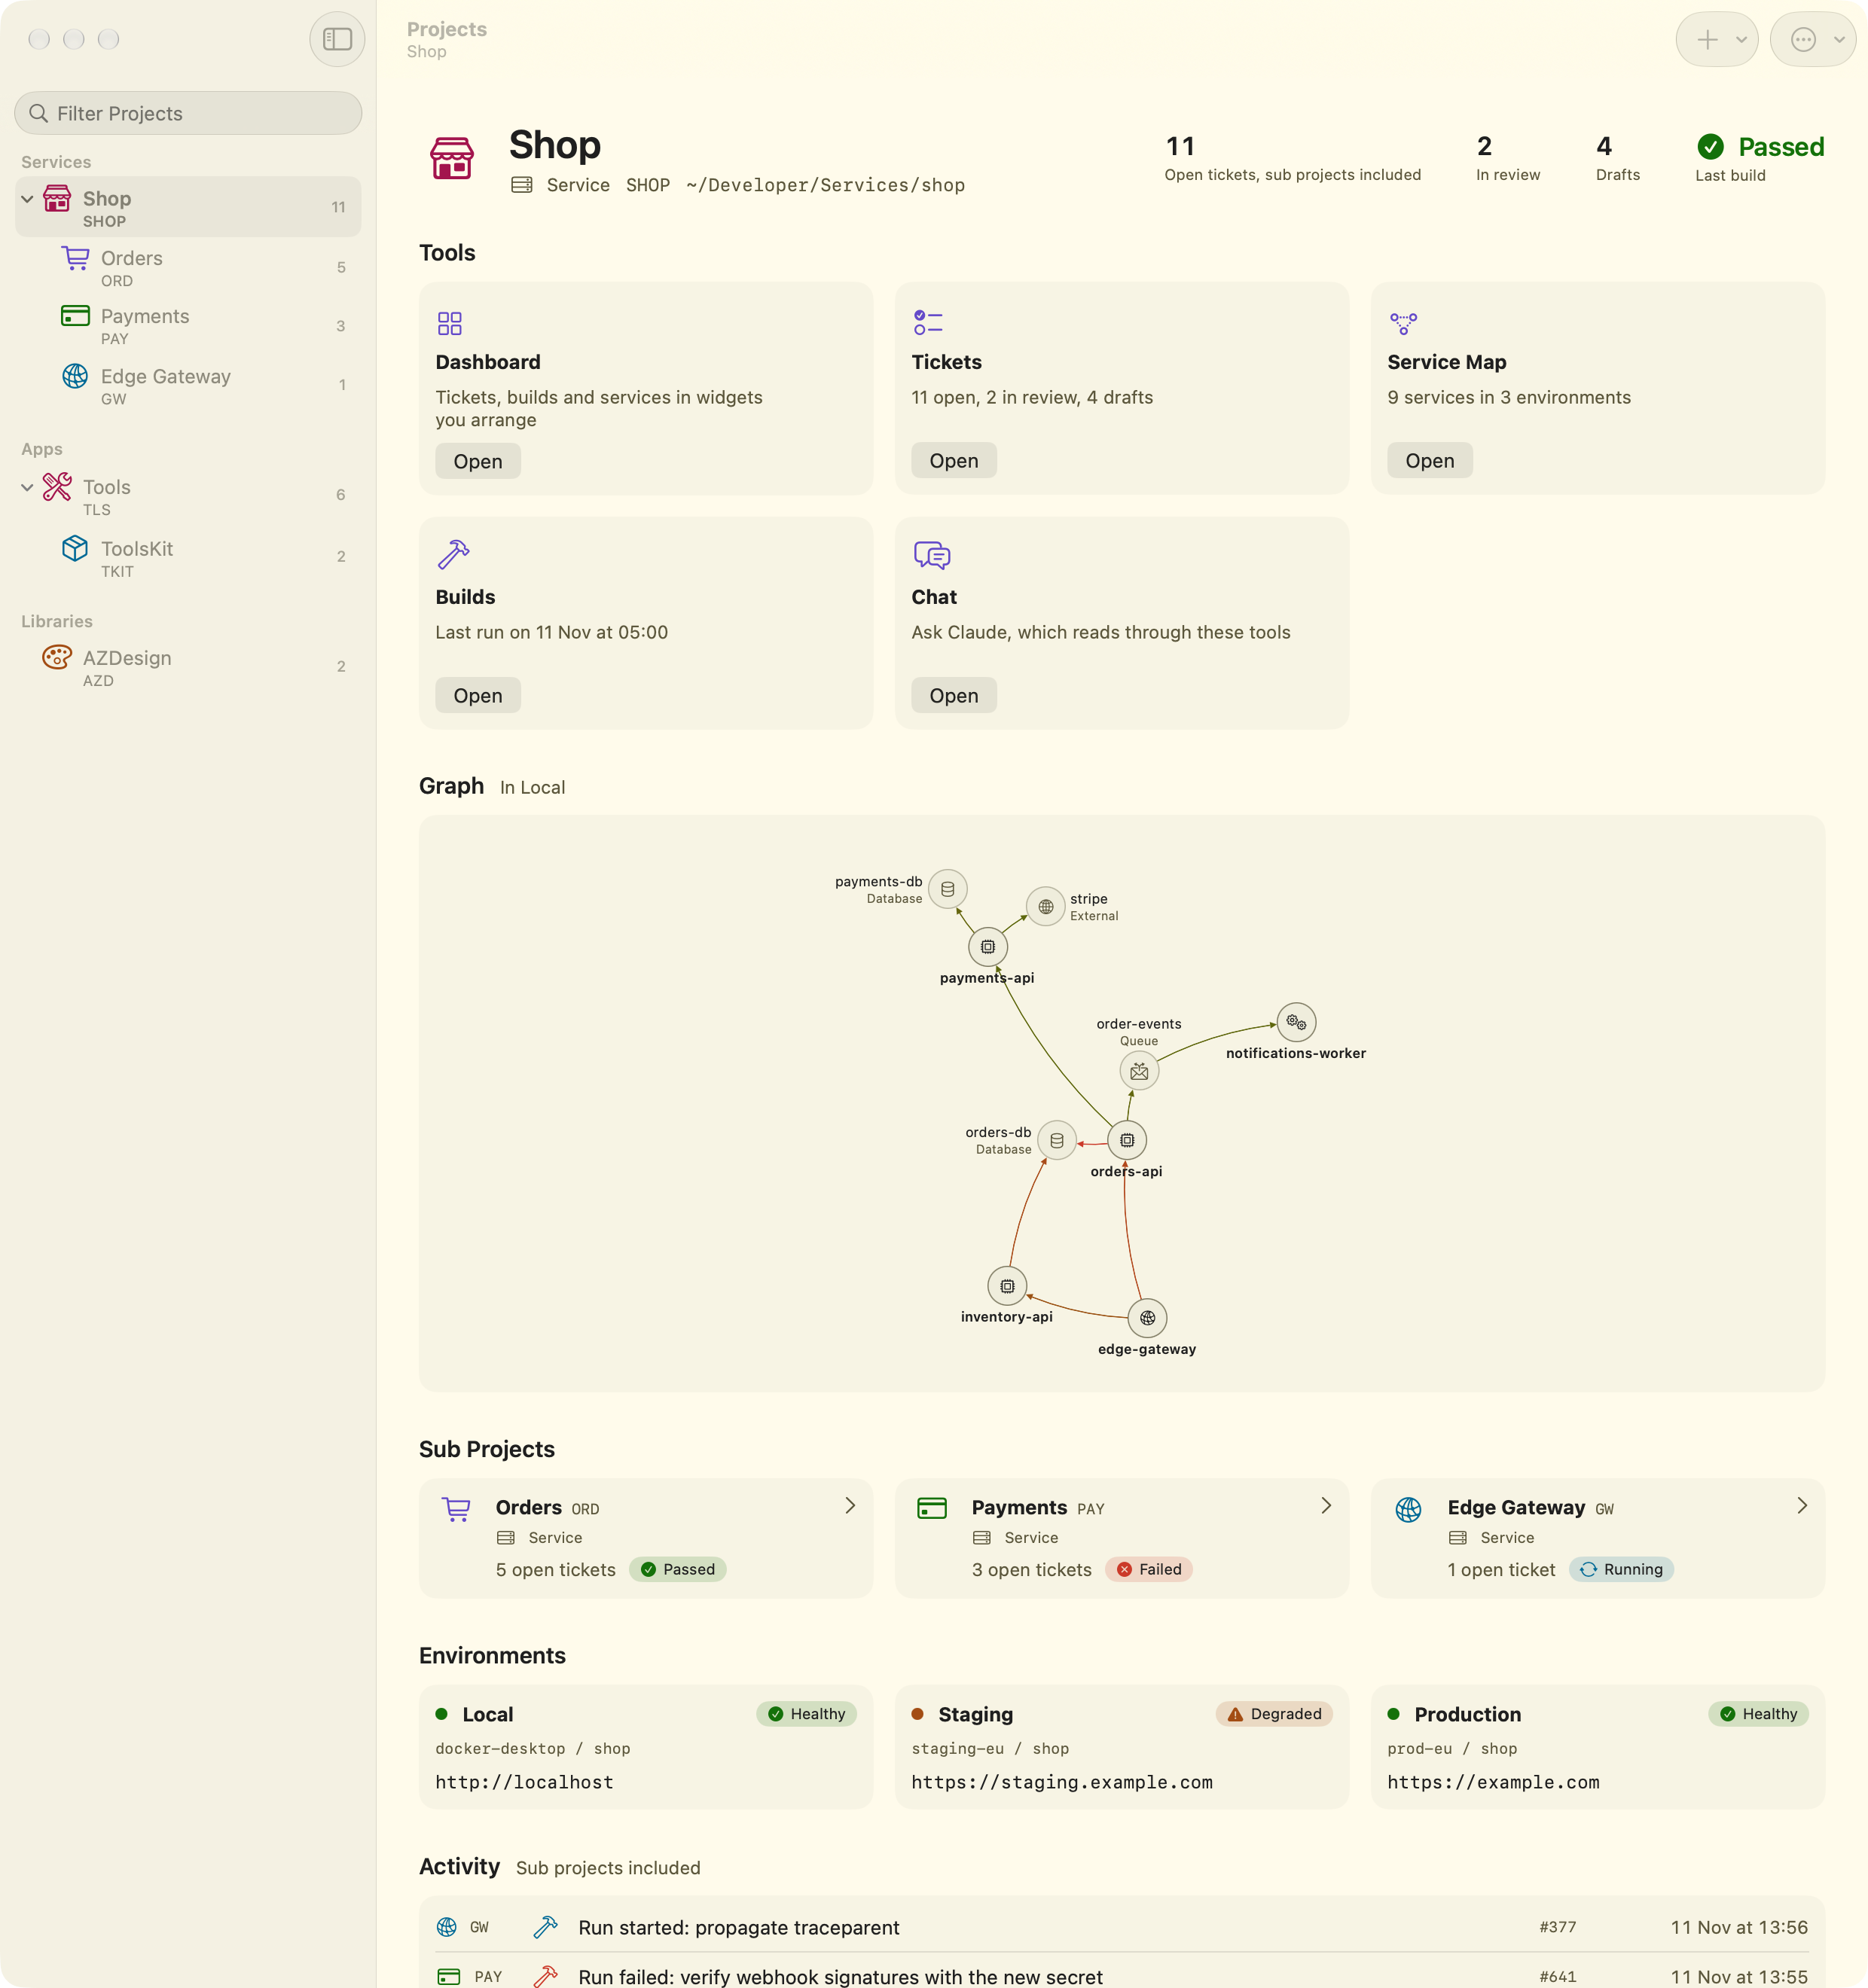 Projects
Shop
Filter Projects
Services
Shop
SHOP
11
Orders
ORD
5
Payments
PAY
3
Edge Gateway
GW
1
Apps
Tools
TLS
6
ToolsKit
TKIT
2
Libraries
AZDesign
AZD
2
Shop
Service SHOP ~/Developer/Services/shop
11
Open tickets, sub projects included
2
In review
4
Drafts
Passed
Last build
Tools
Dashboard
Tickets, builds and services in widgets
you arrange
Open
Tickets
11 open, 2 in review, 4 drafts
Open
Service Map
9 services in 3 environments
Open
Builds
Last run on 11 Nov at 05:00
Open
Chat
Ask Claude, which reads through these tools
Open
Graph In Local
payments-db
Database
stripe
External
payments-api
order-events
Queue
notifications-worker
orders-db
Database
orders-api
inventory-api
edge-gateway
Sub Projects
Orders ORD
Service
5 open tickets Passed
Payments PAY
Service
3 open tickets Failed
Edge Gateway GW
Service
1 open ticket Running
Environments
Local Healthy
docker-desktop / shop
http://localhost
Staging Degraded
staging-eu / shop
https://staging.example.com
Production Healthy
prod-eu / shop
https://example.com
Activity Sub projects included
GW Run started: propagate traceparent #377 11 Nov at 13:56
PAY Run failed: verify webhook signatures with the new secret #641 11 Nov at 13:55